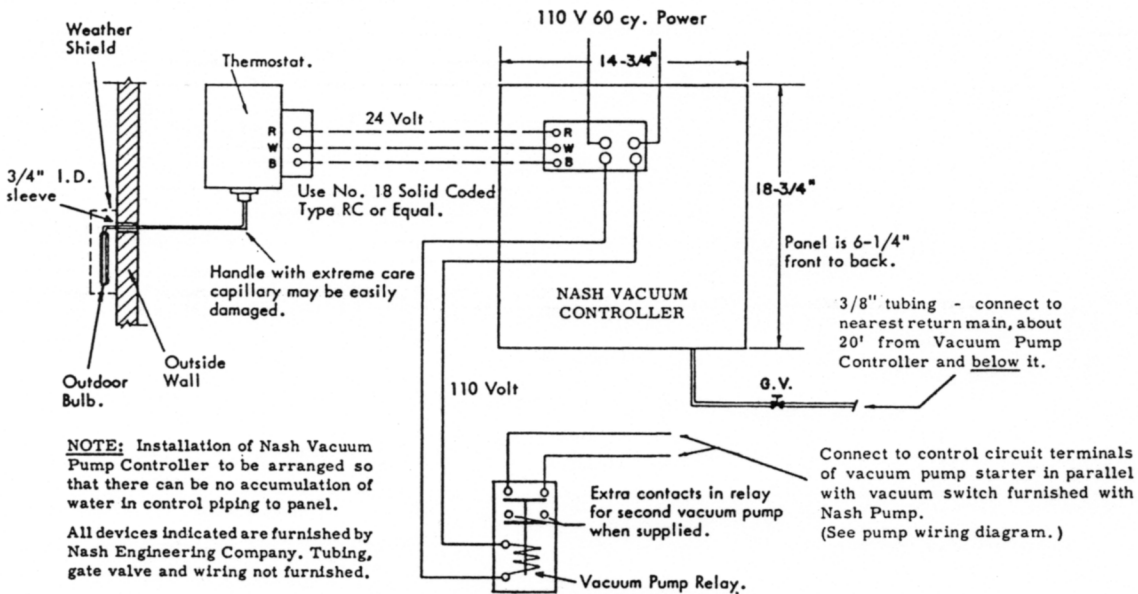 110 V 60 cy. Power
Weather
Shield
14-3/4"
Thermostat.
24 Volt
R
W
B
R
W
B
3/4" I.D.
sleeve
Use No. 18 Solid Coded
Type RC or Equal.
18-3/4"
Panel is 6-1/4"
front to back.
Handle with extreme care
capillary may be easily
damaged.
NASH VACUUM
CONTROLLER
3/8" tubing - connect to
nearest return main, about
20' from Vacuum Pump
Controller and below it.
Outside
Wall
Outdoor
Bulb.
110 Volt
G.V.
NOTE: Installation of Nash Vacuum
Pump Controller to be arranged so
that there can be no accumulation of
water in control piping to panel.
All devices indicated are furnished by
Nash Engineering Company. Tubing,
gate valve and wiring not furnished.
Extra contacts in relay
for second vacuum pump
when supplied.
Connect to control circuit terminals
of vacuum pump starter in parallel
with vacuum switch furnished with
Nash Pump.
(See pump wiring diagram.)
Vacuum Pump Relay.